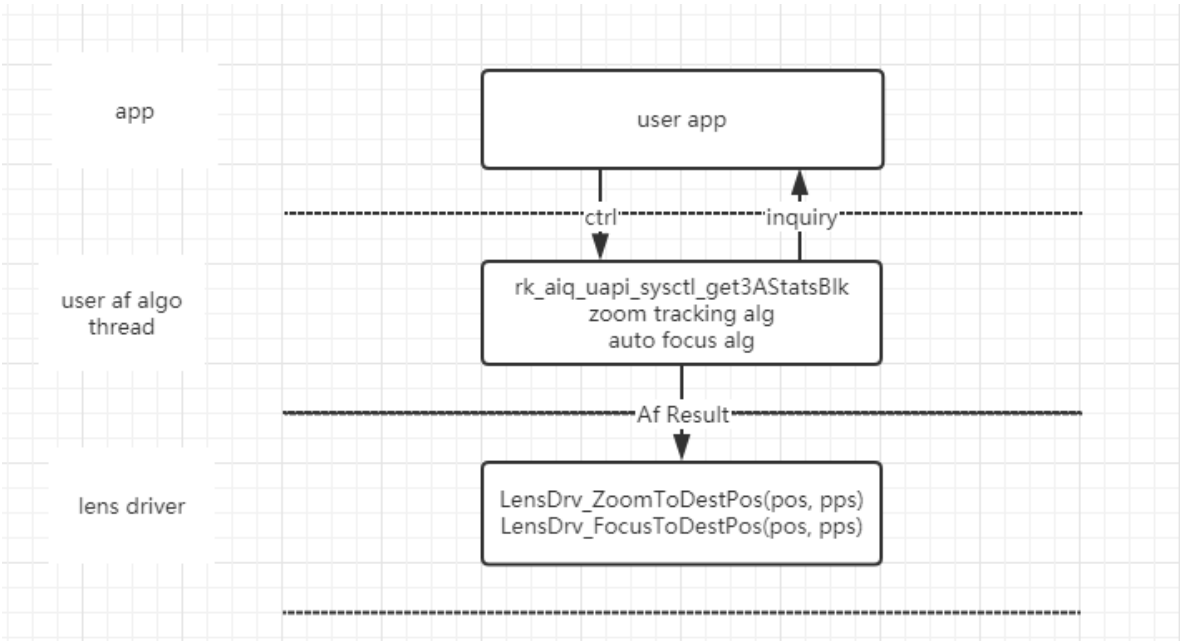 app
user app
ctrl
inquiry
user af algo
thread
rk_aiq_uapi_sysctl_get3AStatsBlk
zoom tracking alg
auto focus alg
Af Result
lens driver
LensDrv_ZoomToDestPos(pos, pps)
LensDrv_FocusToDestPos(pos, pps)